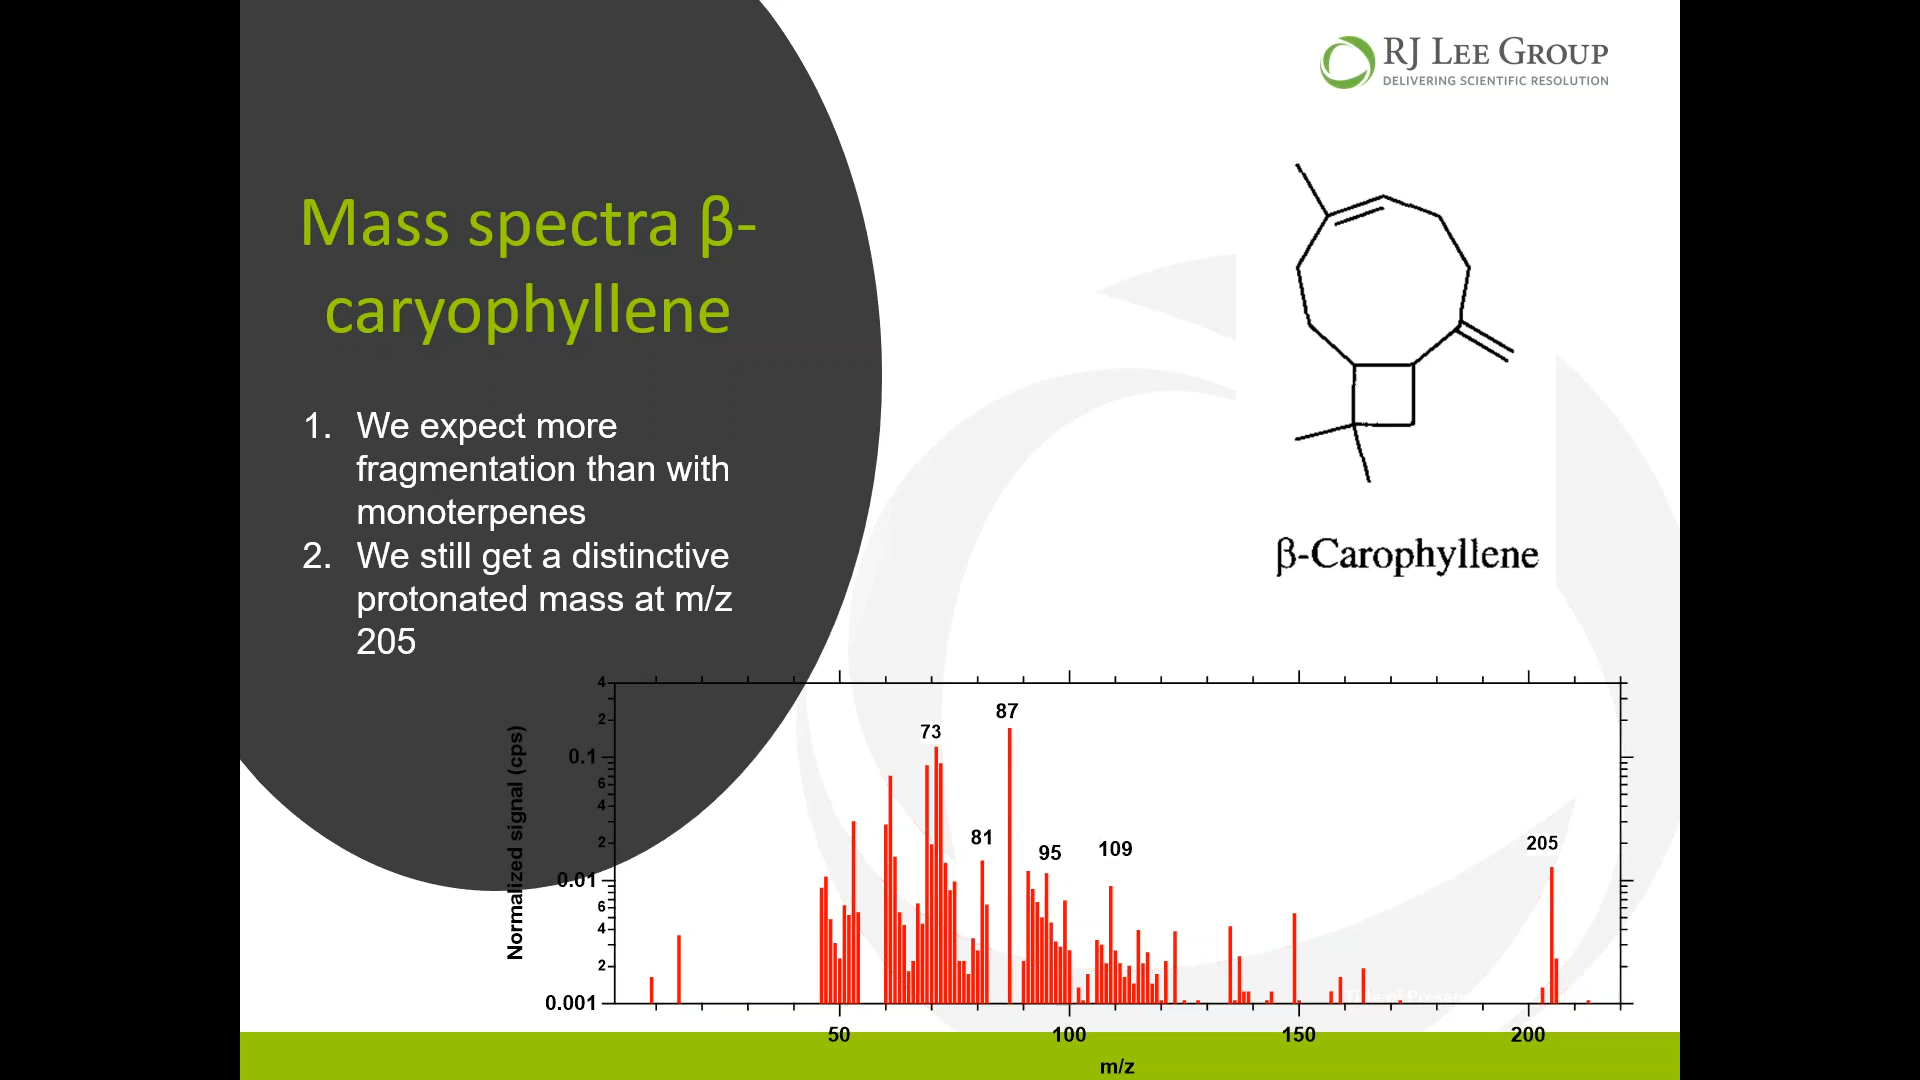 RJ LEE GROUP
DELIVERING SCIENTIFIC RESOLUTION
Mass spectra β-
caryophyllene
1. We expect more
fragmentation than with
monoterpenes
2. We still get a distinctive
protonated mass at m/z
205
β-Carophyllene
Normalized signal (cps)
4
2
0.1
6
4
2
0.01
6
4
2
0.001
73
87
81
95
109
205
50 100 150 200
m/z